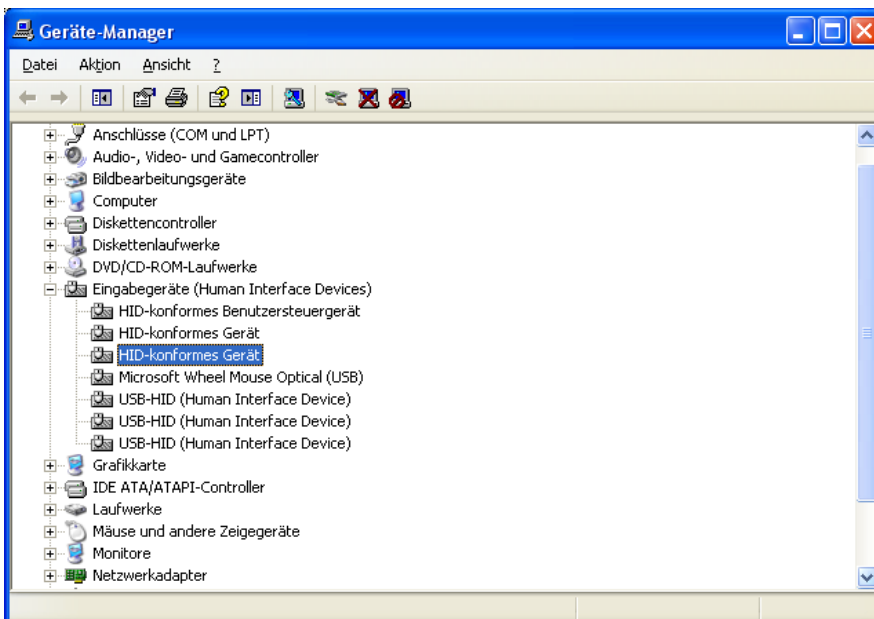 Geräte-Manager
Datei Aktion Ansicht ?
Anschlüsse (COM und LPT)
Audio-, Video- und Gamecontroller
Bildbearbeitungsgeräte
Computer
Diskettencontroller
Diskettenlaufwerke
DVD/CD-ROM-Laufwerke
Eingabegeräte (Human Interface Devices)
HID-konformes Benutzersteuergerät
HID-konformes Gerät
HID-konformes Gerät
Microsoft Wheel Mouse Optical (USB)
USB-HID (Human Interface Device)
USB-HID (Human Interface Device)
USB-HID (Human Interface Device)
Grafikkarte
IDE ATA/ATAPI-Controller
Laufwerke
Mäuse und andere Zeigegeräte
Monitore
Netzwerkadapter